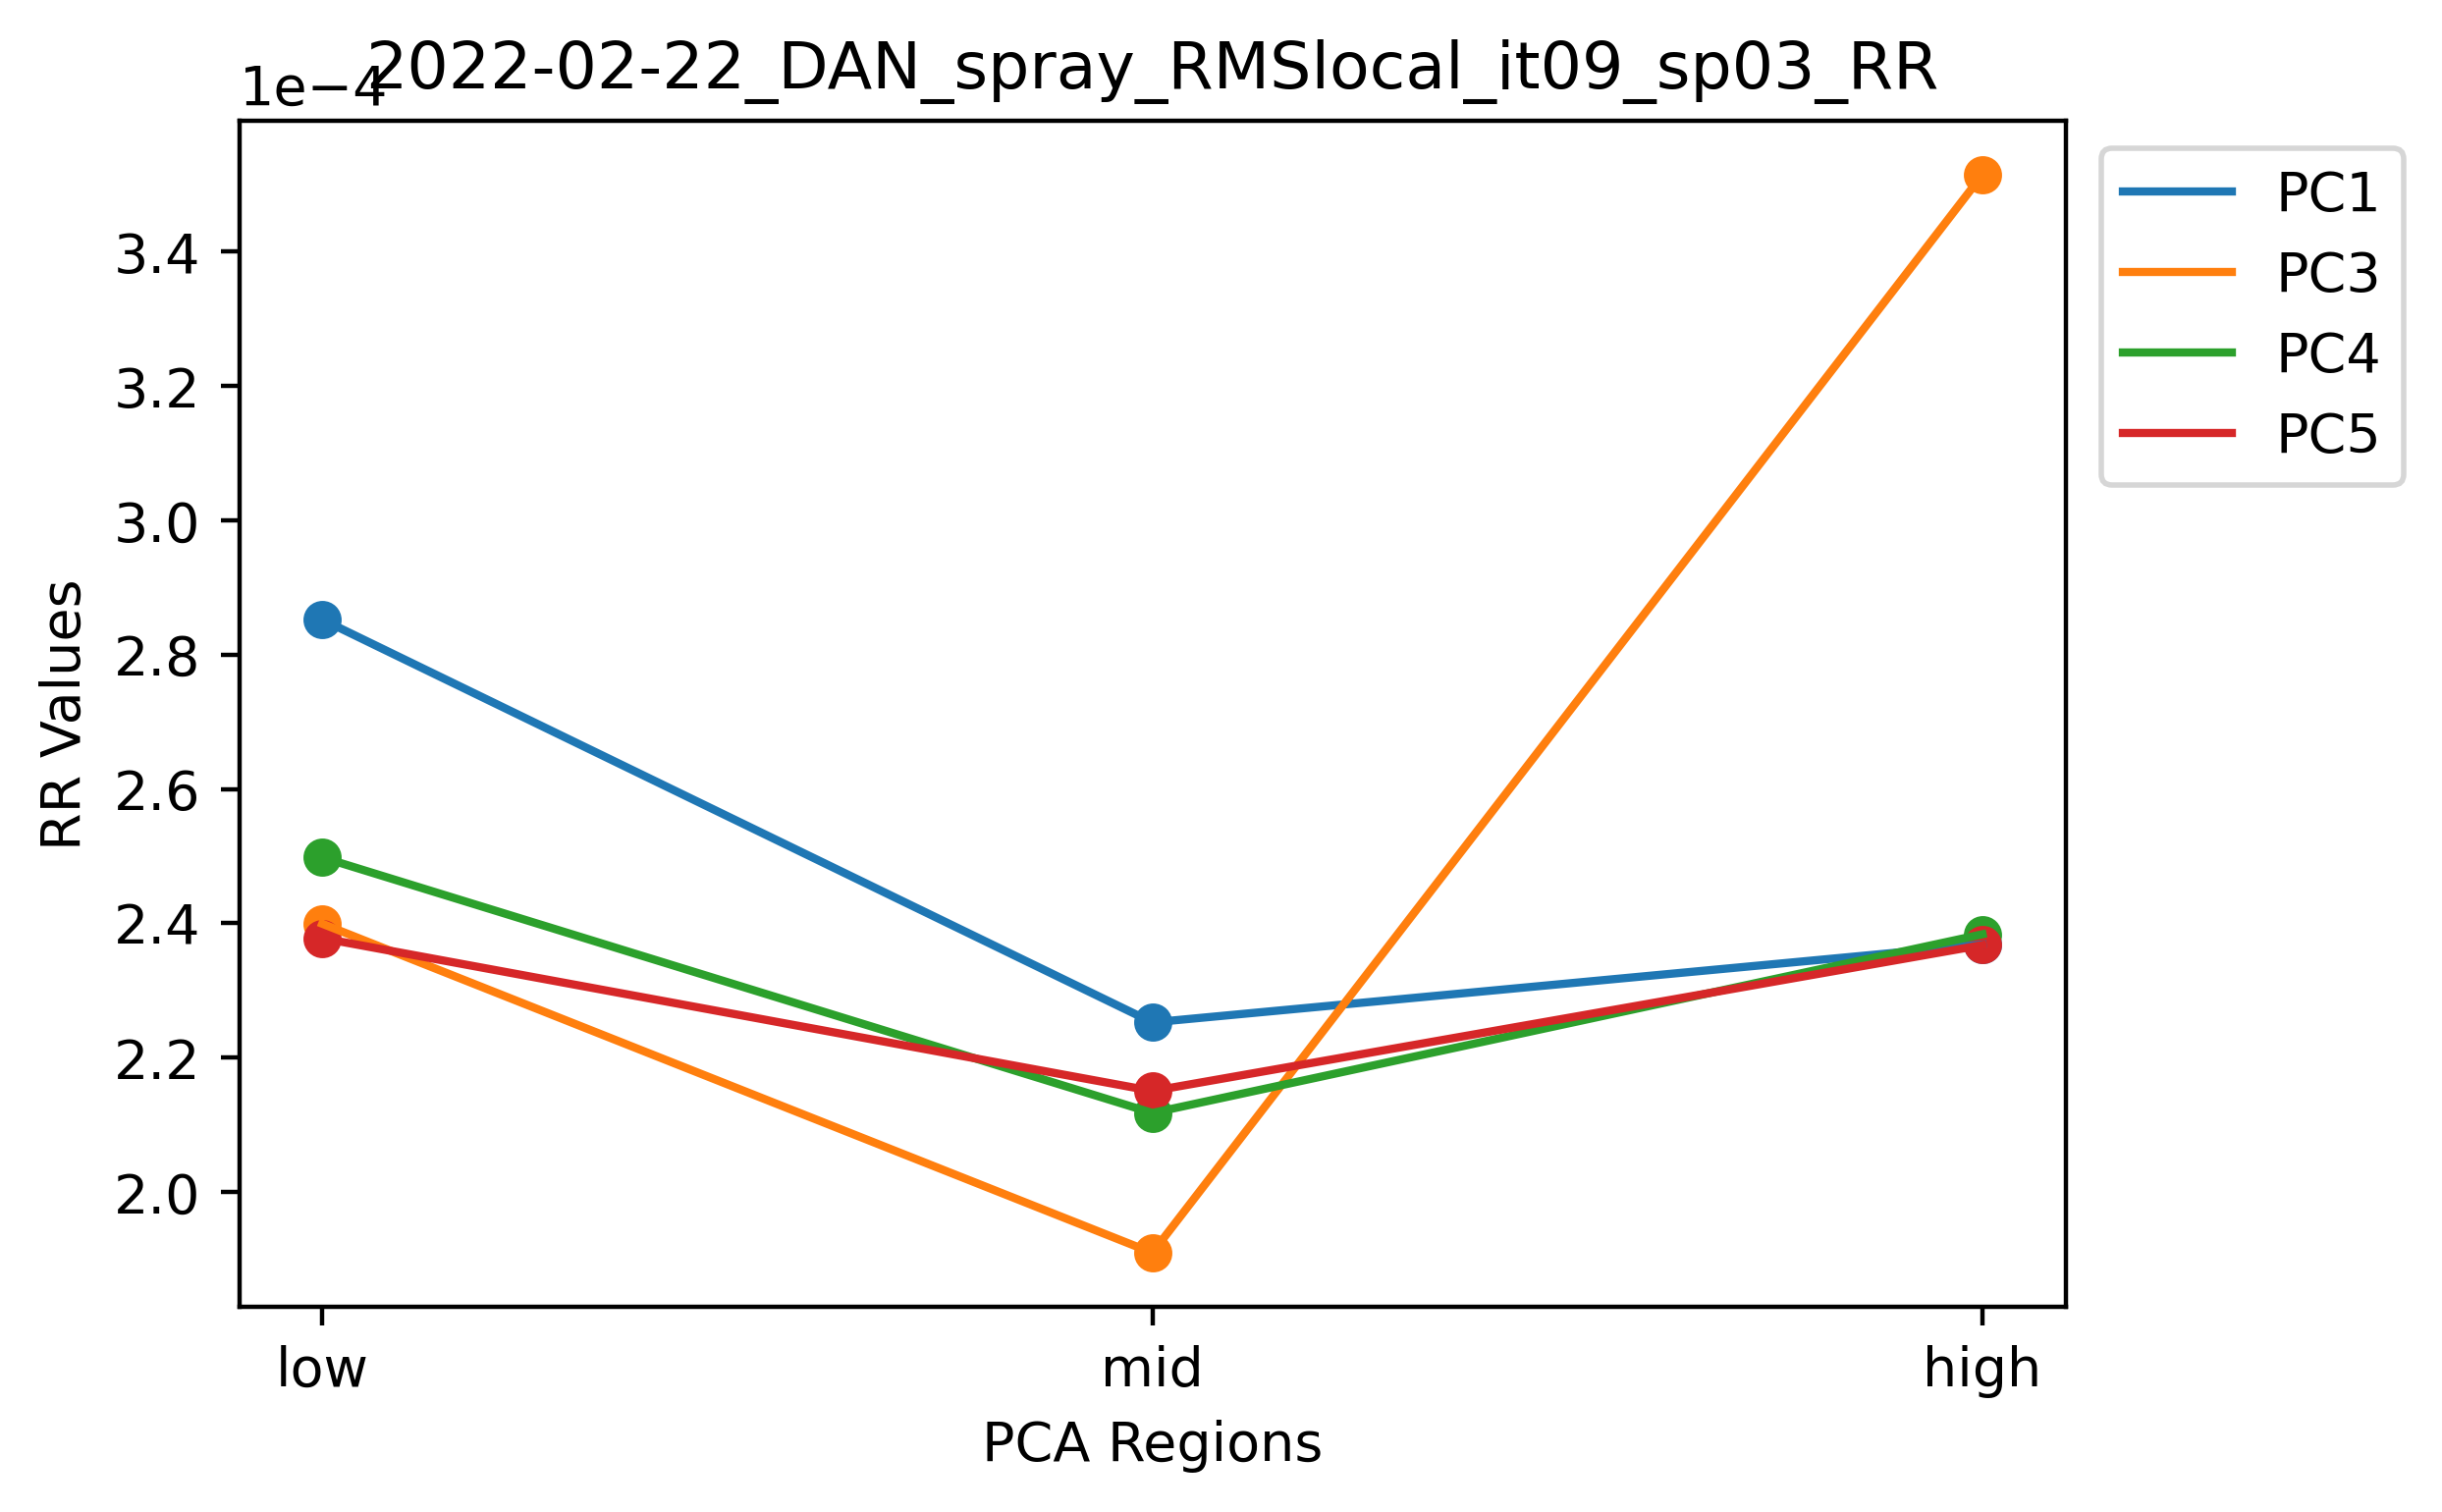 2022-02-22_DAN_spray_RMSlocal_it09_sp03_RR
1e−4
3.4
3.2
3.0
2.8
2.6
2.4
2.2
2.0
RR Values
low
mid
high
PCA Regions
PC1
PC3
PC4
PC5